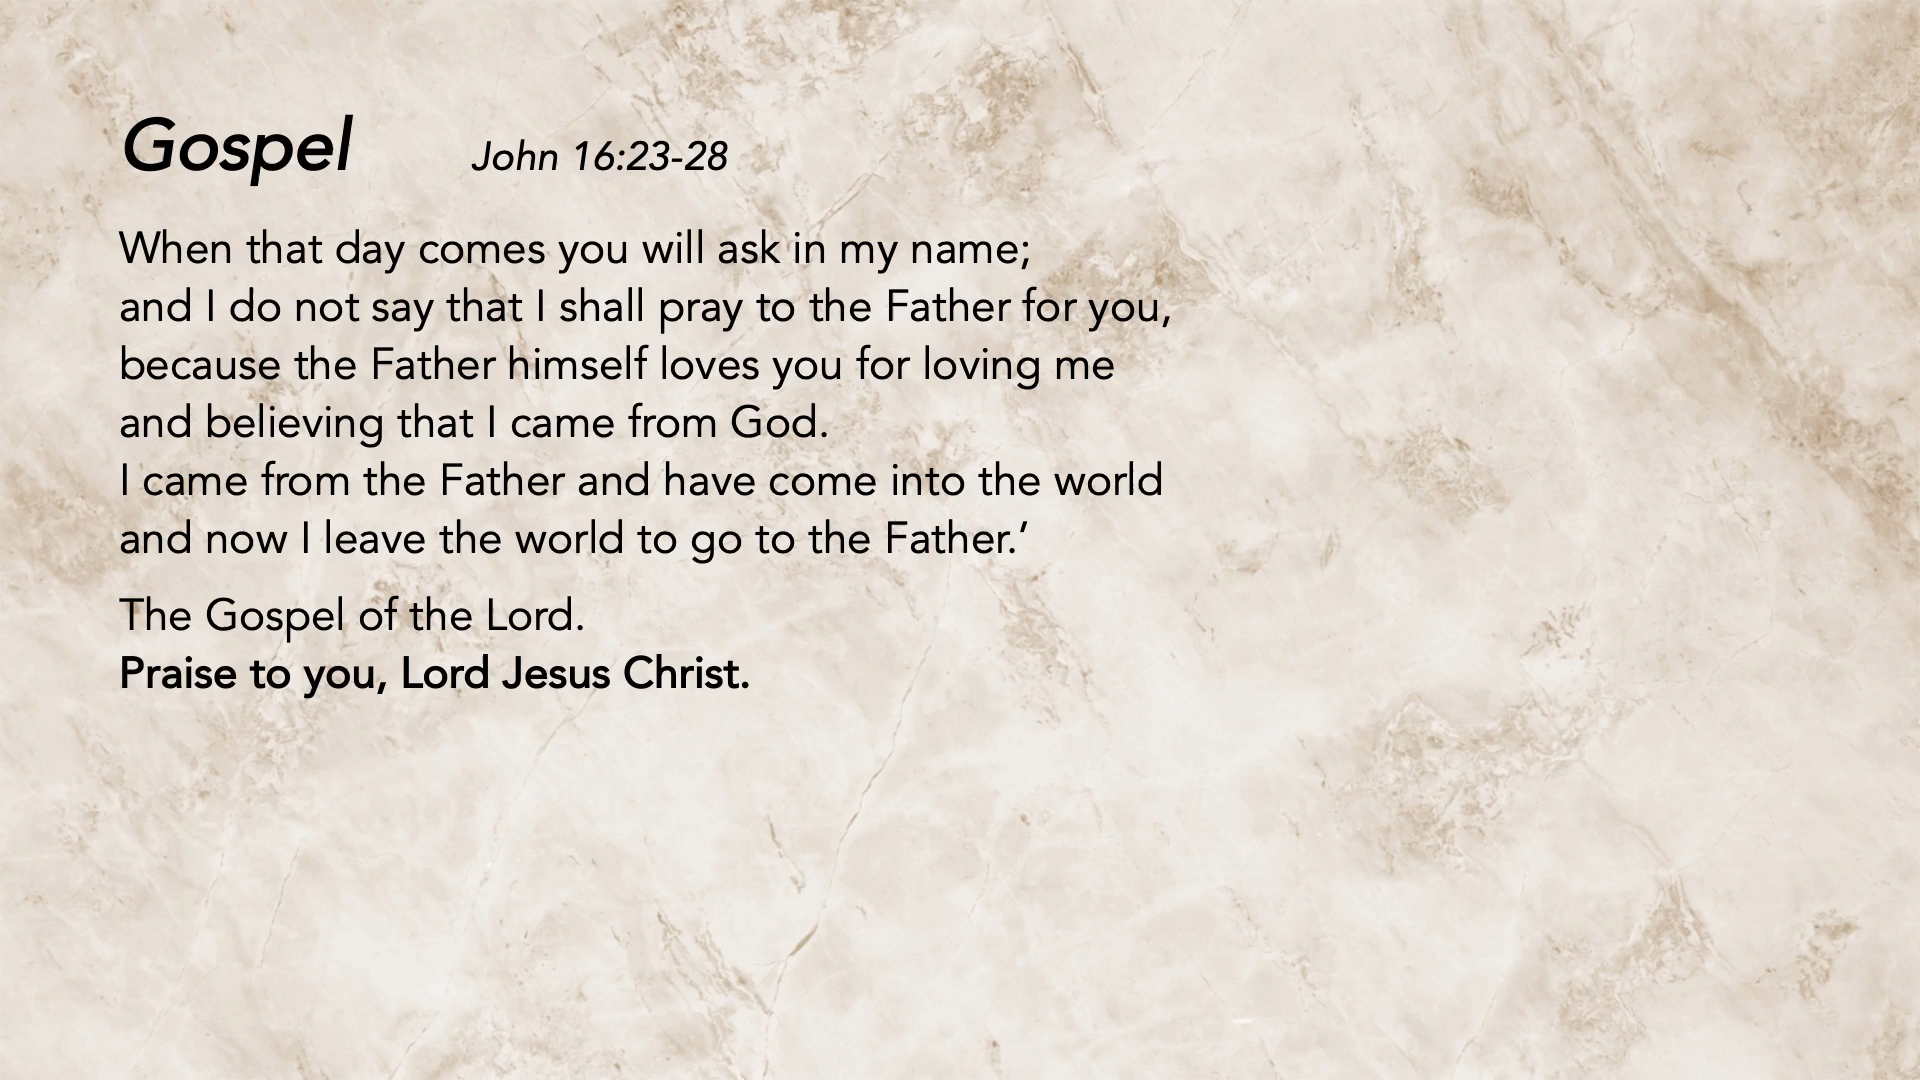 Gospel John 16:23-28
When that day comes you will ask in my name;
and I do not say that I shall pray to the Father for you,
because the Father himself loves you for loving me
and believing that I came from God.
I came from the Father and have come into the world
and now I leave the world to go to the Father.’
The Gospel of the Lord.
Praise to you, Lord Jesus Christ.